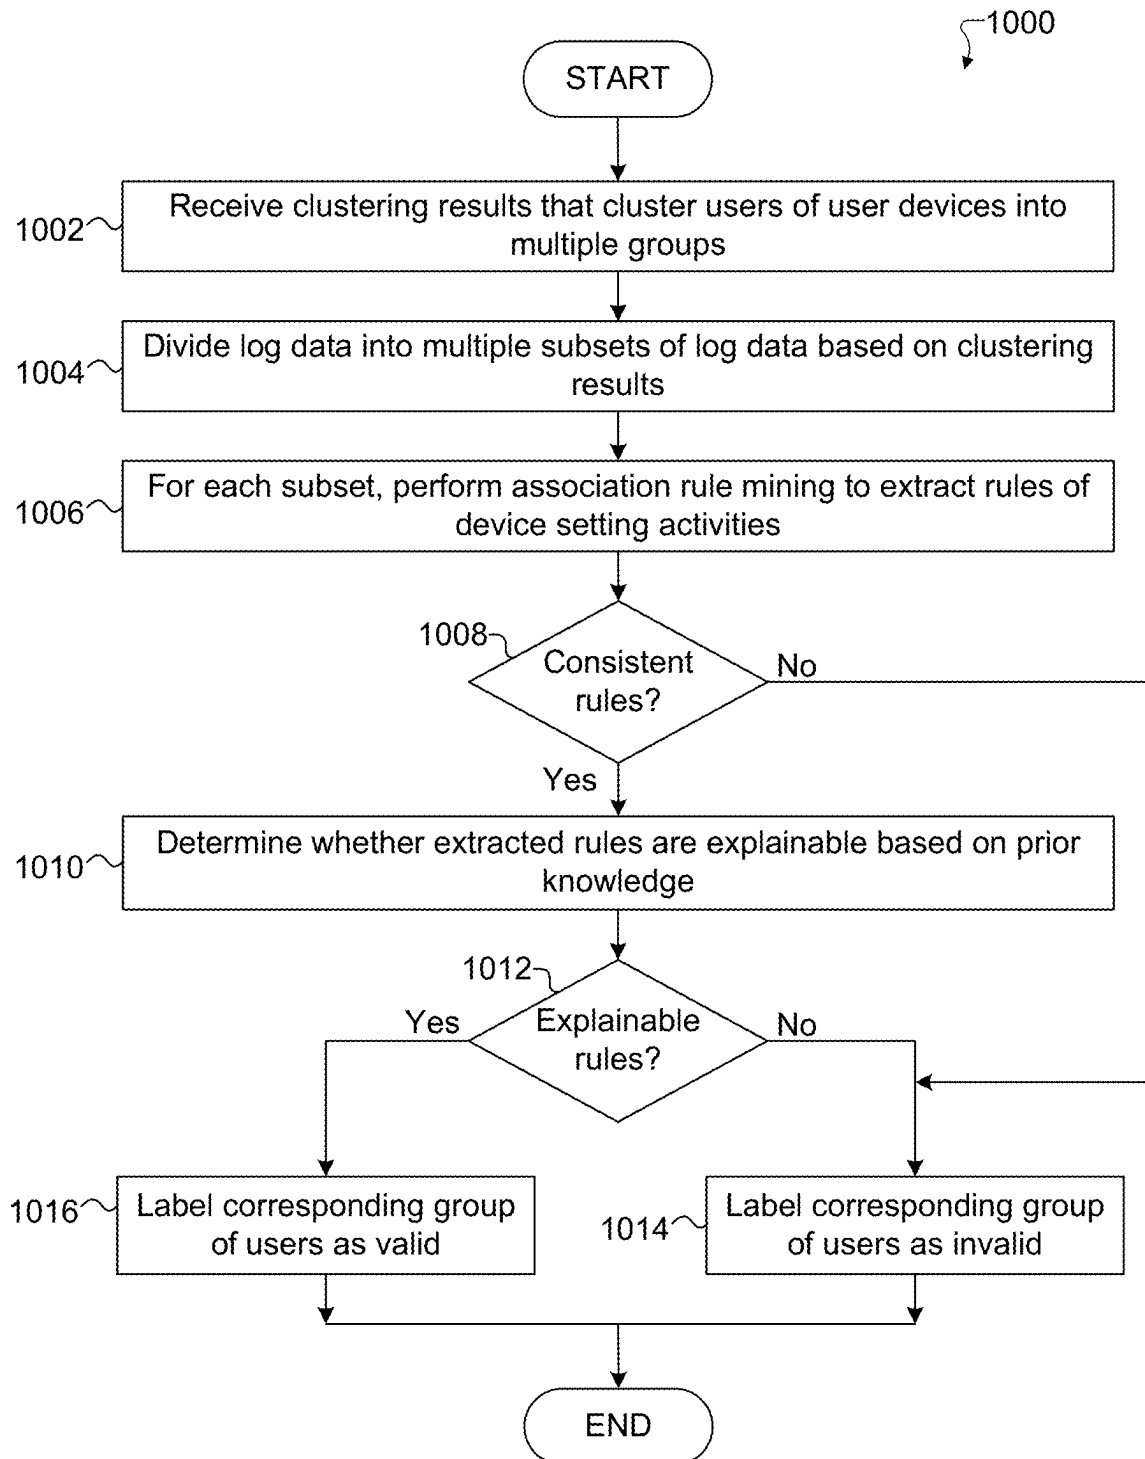 1000
START
1002
Receive clustering results that cluster users of user devices into
multiple groups
1004
Divide log data into multiple subsets of log data based on clustering
results
1006
For each subset, perform association rule mining to extract rules of
device setting activities
1008
Consistent
rules?
No
Yes
1010
Determine whether extracted rules are explainable based on prior
knowledge
1012
Yes
Explainable
rules?
No
1016
Label corresponding group
of users as valid
1014
Label corresponding group
of users as invalid
END